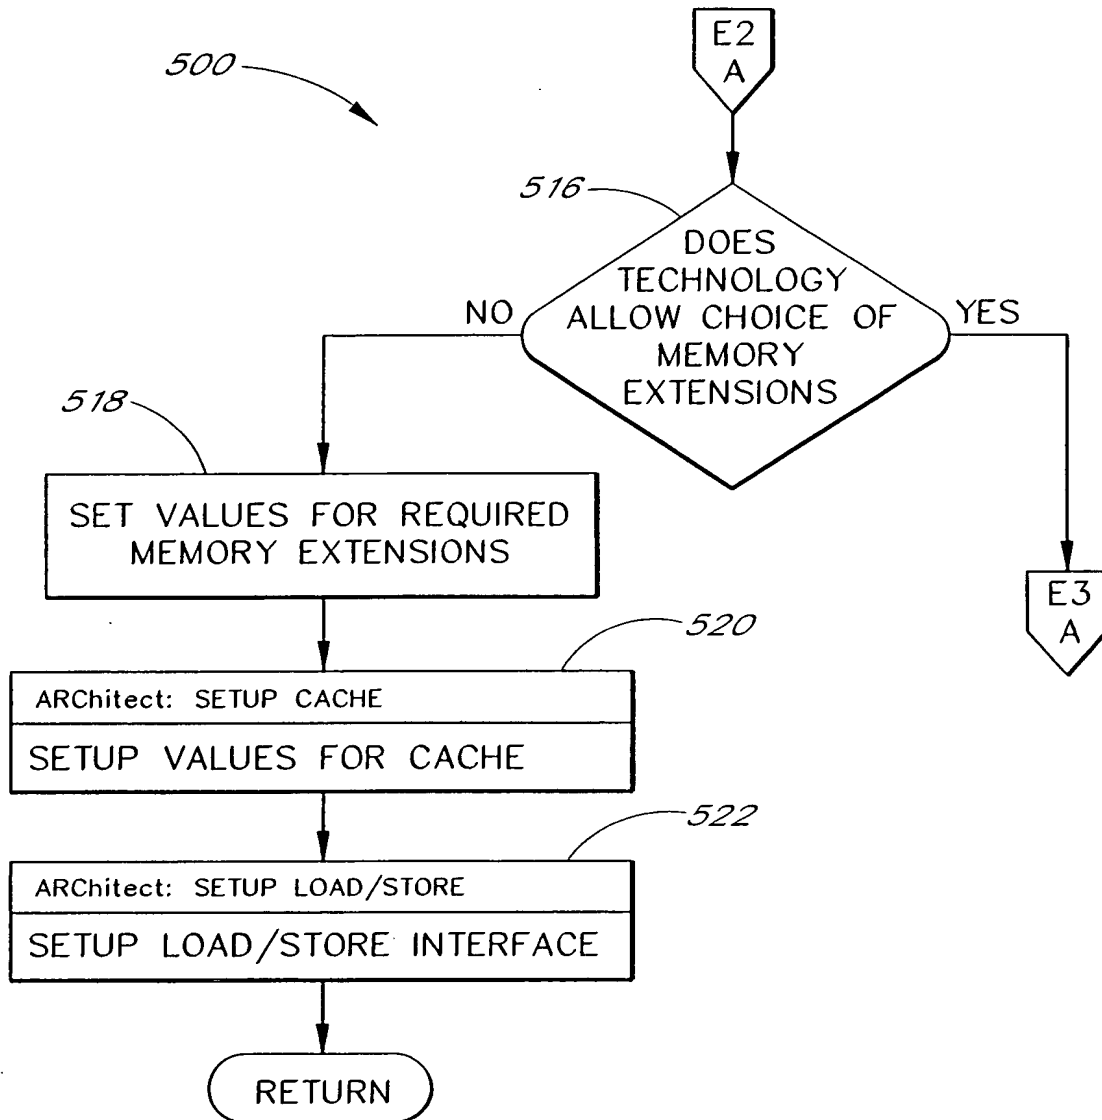 E2
A
500
516
DOES
TECHNOLOGY
ALLOW CHOICE OF
MEMORY
EXTENSIONS
NO
YES
518
SET VALUES FOR REQUIRED
MEMORY EXTENSIONS
E3
A
520
ARChitect: SETUP CACHE
SETUP VALUES FOR CACHE
522
ARChitect: SETUP LOAD/STORE
SETUP LOAD/STORE INTERFACE
RETURN